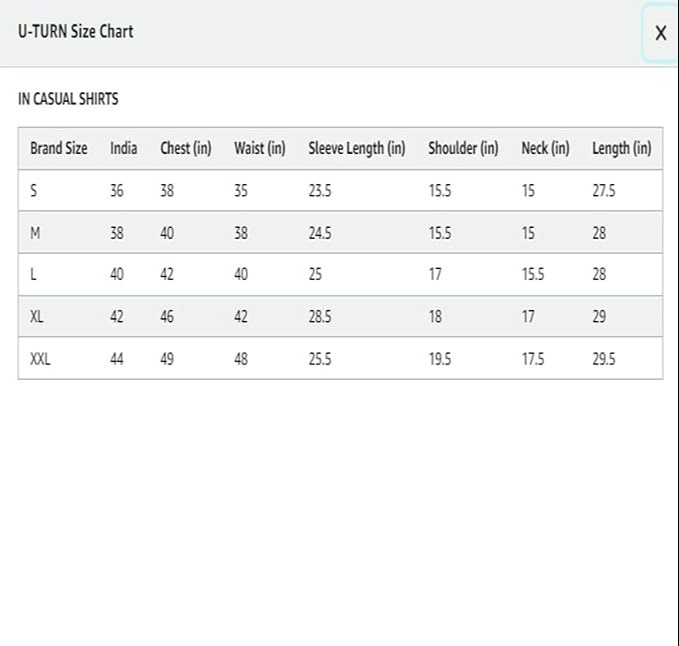 U-TURN Size Chart
X
IN CASUAL SHIRTS
Brand Size India Chest (in) Waist (in) Sleeve Length (in) Shoulder (in) Neck (in) Length (in)
S 36 38 35 23.5 15.5 15 27.5
M 38 40 38 24.5 15.5 15 28
L 40 42 40 25 17 15.5 28
XL 42 46 42 28.5 18 17 29
XXL 44 49 48 25.5 19.5 17.5 29.5